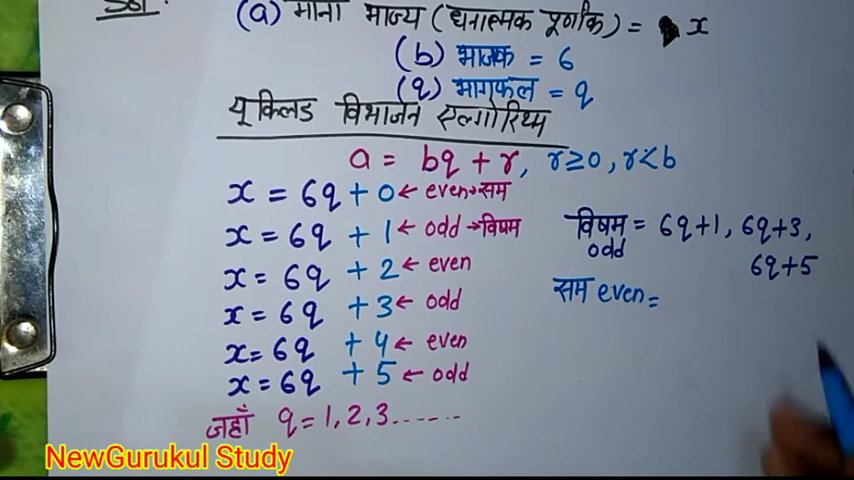 (a) माना भाज्य (धनात्मक पूर्णांक) = x
(b) भाजक = 6
(q) भागफल = q
यूकिलड विभाजन एल्गोरिथ्म
a = bq + r, r≥0, r<b
x = 6q + 0 ← even→सम
x = 6q + 1 ← odd →विषम
x = 6q + 2 ← even
x = 6q + 3 ← odd
x = 6q + 4 ← even
x = 6q + 5 ← odd
जहाँ q = 1, 2, 3 ......
विषम = 6q+1, 6q+3,
odd
6q+5
सम even =
NewGurukul Study